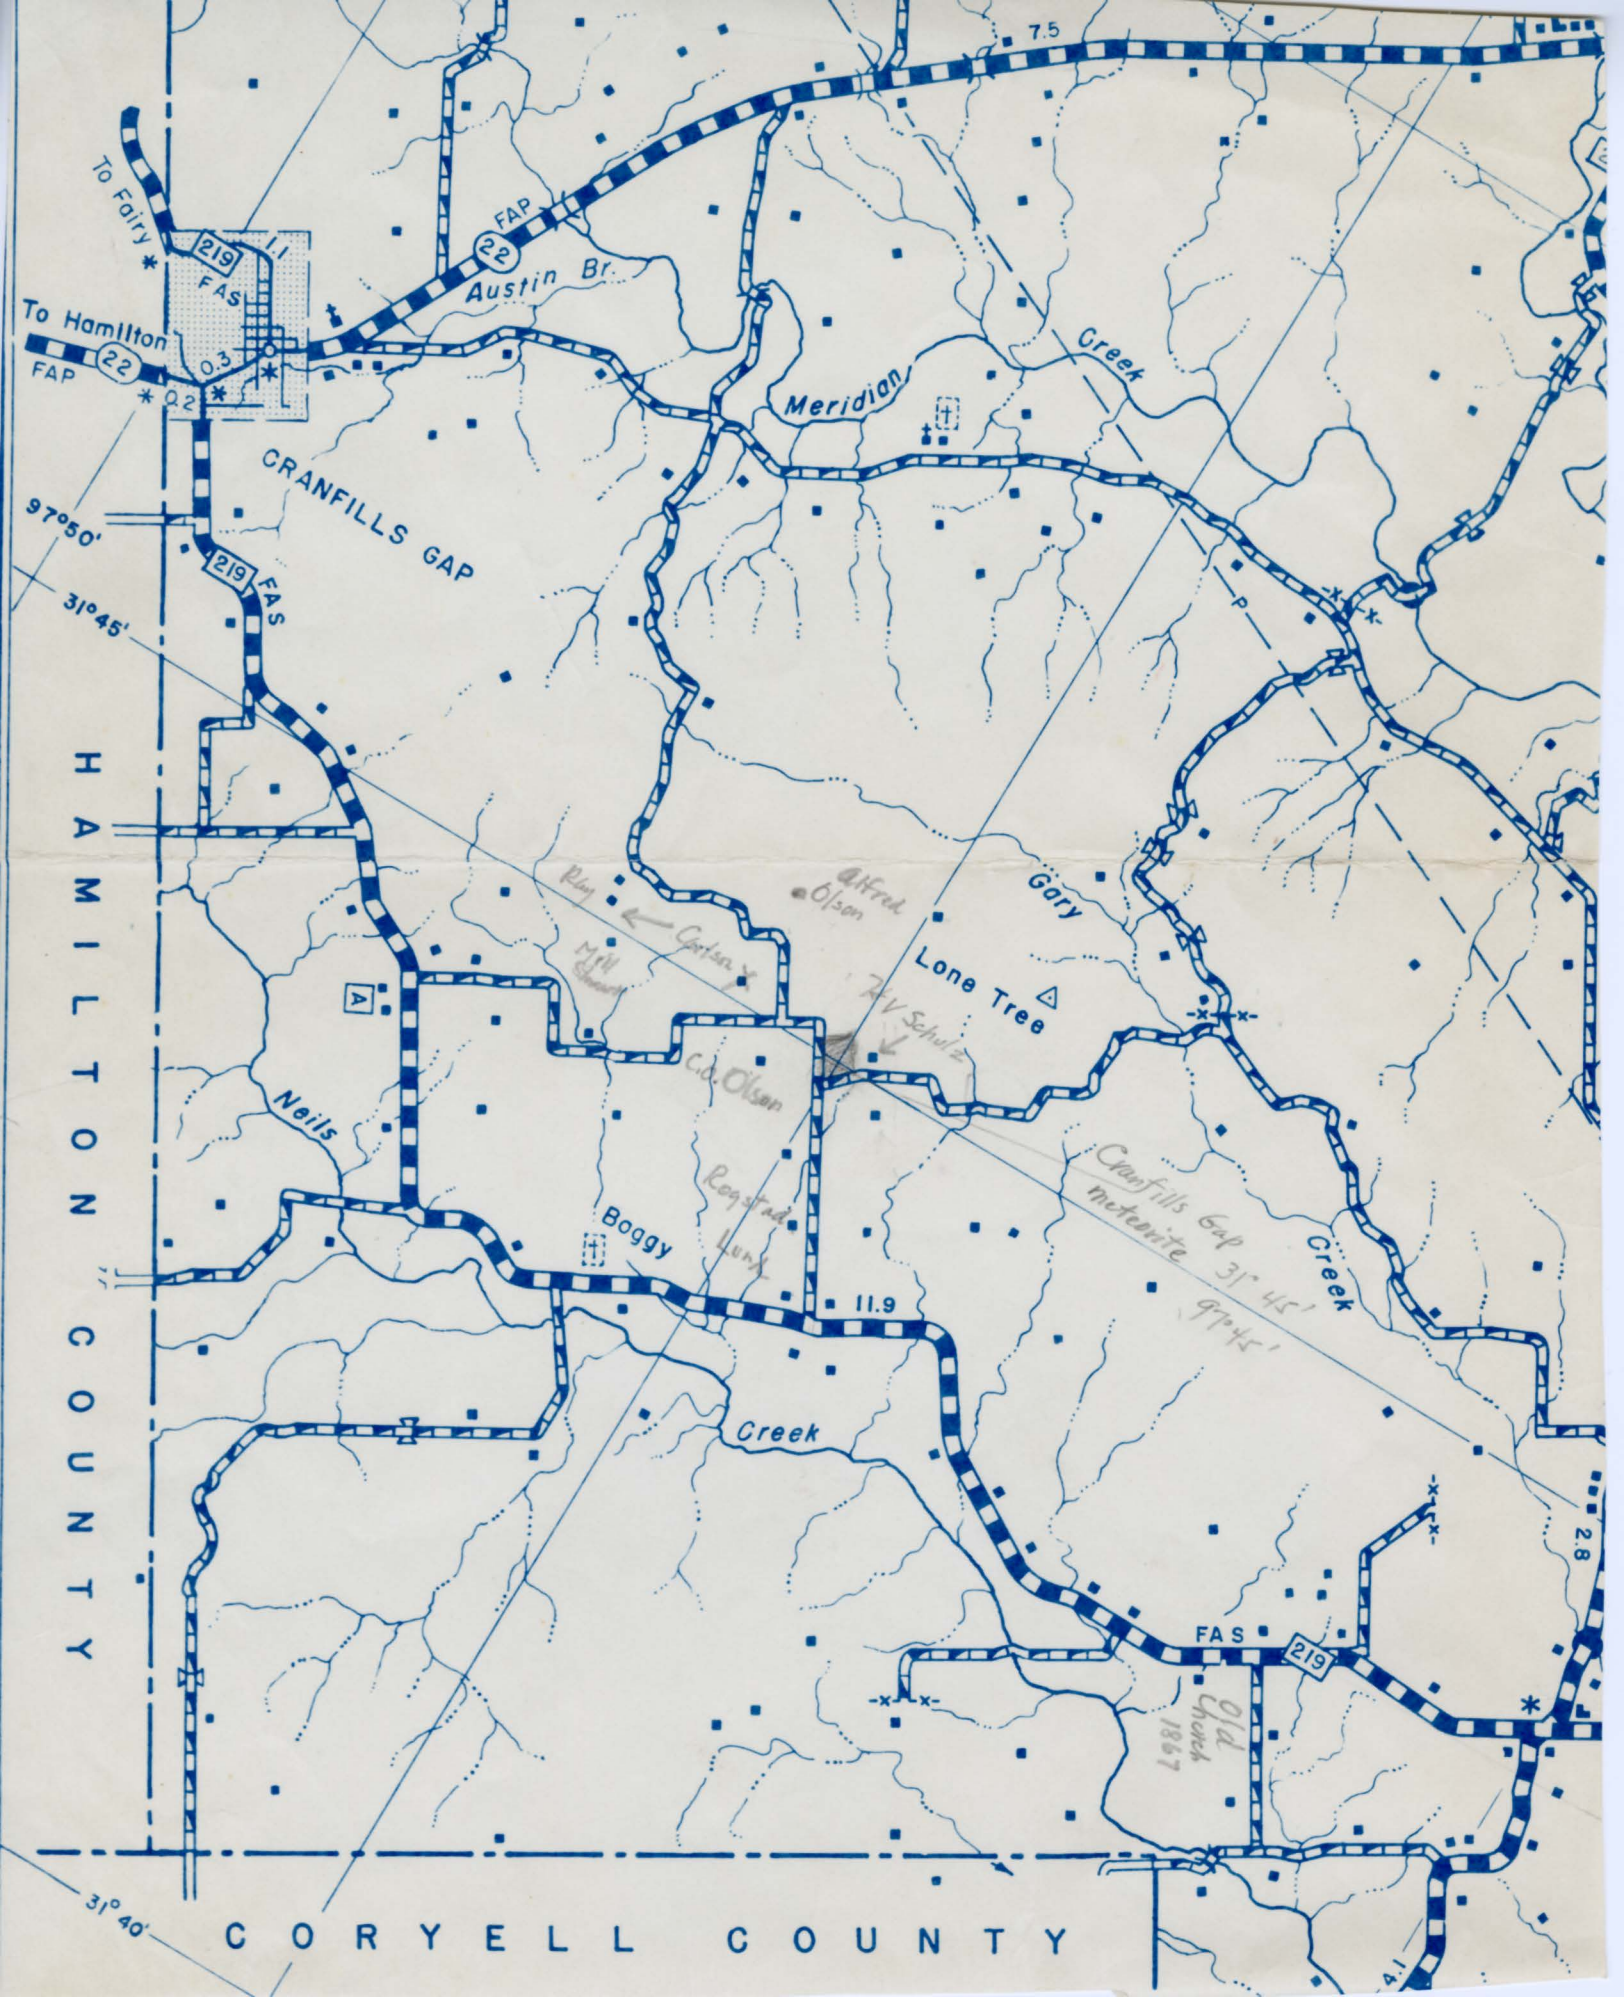 7.5
To Fairy *
219
1.1
FAS
FAP
22
Austin Br.
To Hamilton
22
FAP
0.3
0.2
Creek
Meridian
CRANFILLS GAP
97°50'
219
FAS
31°45'
P
HAMILTON COUNTY
Ray
Alfred
Olson
Carlson
Mill
Gary
Lone Tree
A
H V Schulz
C.O. Olson
Neils
Cranfills Gap
meteorite 31° 45'
97°45'
Rogstad
Lund
Boggy
Creek
11.9
Creek
2.8
FAS
219
Old
Church
1867
31°40'
CORYELL COUNTY
4.1